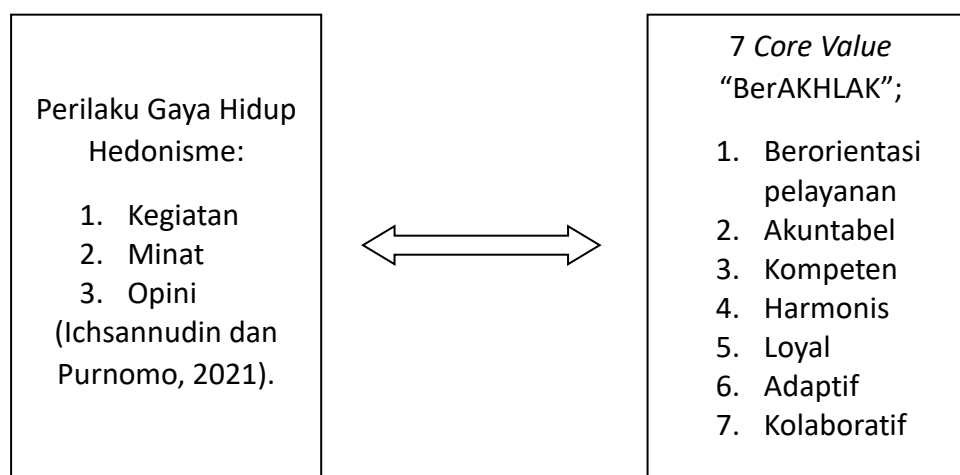 Perilaku Gaya Hidup
Hedonisme:
1. Kegiatan
2. Minat
3. Opini
(Ichsannudin dan
Purnomo, 2021).
7 Core Value
“BerAKHLAK”;
1. Berorientasi
pelayanan
2. Akuntabel
3. Kompeten
4. Harmonis
5. Loyal
6. Adaptif
7. Kolaboratif